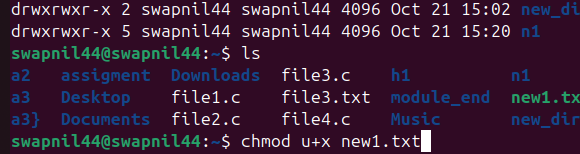 drwxrwxr-x 2 swapnil44 swapnil44 4096 Oct 21 15:02 new_di
drwxrwxr-x 5 swapnil44 swapnil44 4096 Oct 21 15:20 n1
swapnil44@swapnil44:~$ ls
a2 assigment Downloads file3.c h1 n1
a3 Desktop file1.c file3.txt module_end new1.tx
a3} Documents file2.c file4.c Music new_dir
swapnil44@swapnil44:~$ chmod u+x new1.txt